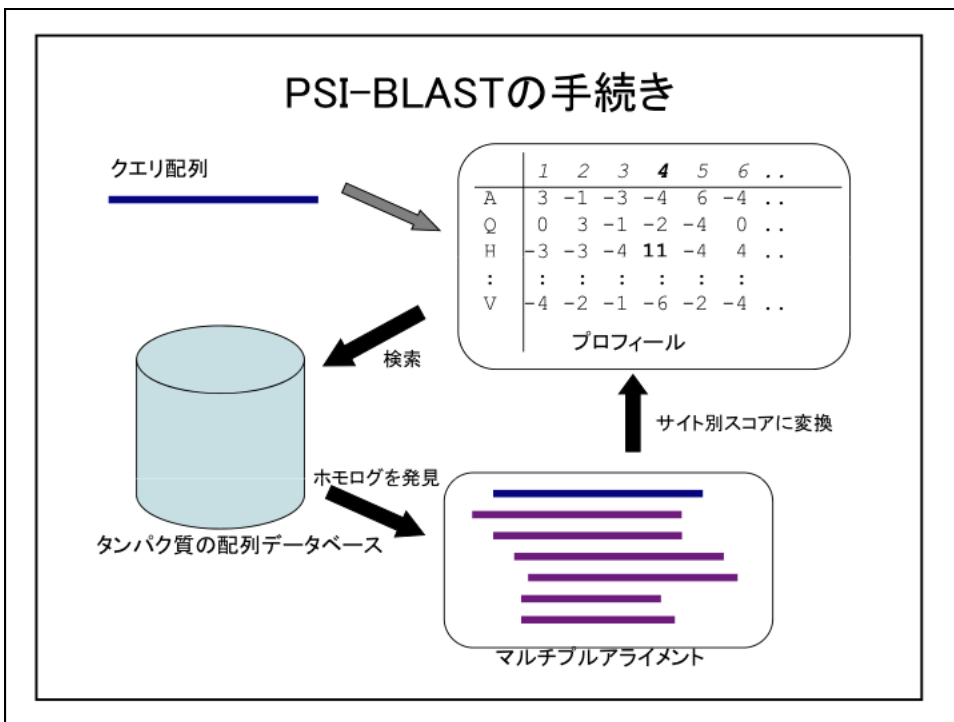 PSI-BLASTの手続き
クエリ配列
1 2 3 4 5 6 ..
A 3 -1 -3 -4 6 -4 ..
Q 0 3 -1 -2 -4 0 ..
H -3 -3 -4 11 -4 4 ..
: : : : : : :
V -4 -2 -1 -6 -2 -4 ..
プロフィール
検索
サイト別スコアに変換
ホモログを発見
タンパク質の配列データベース
マルチプルアライメント